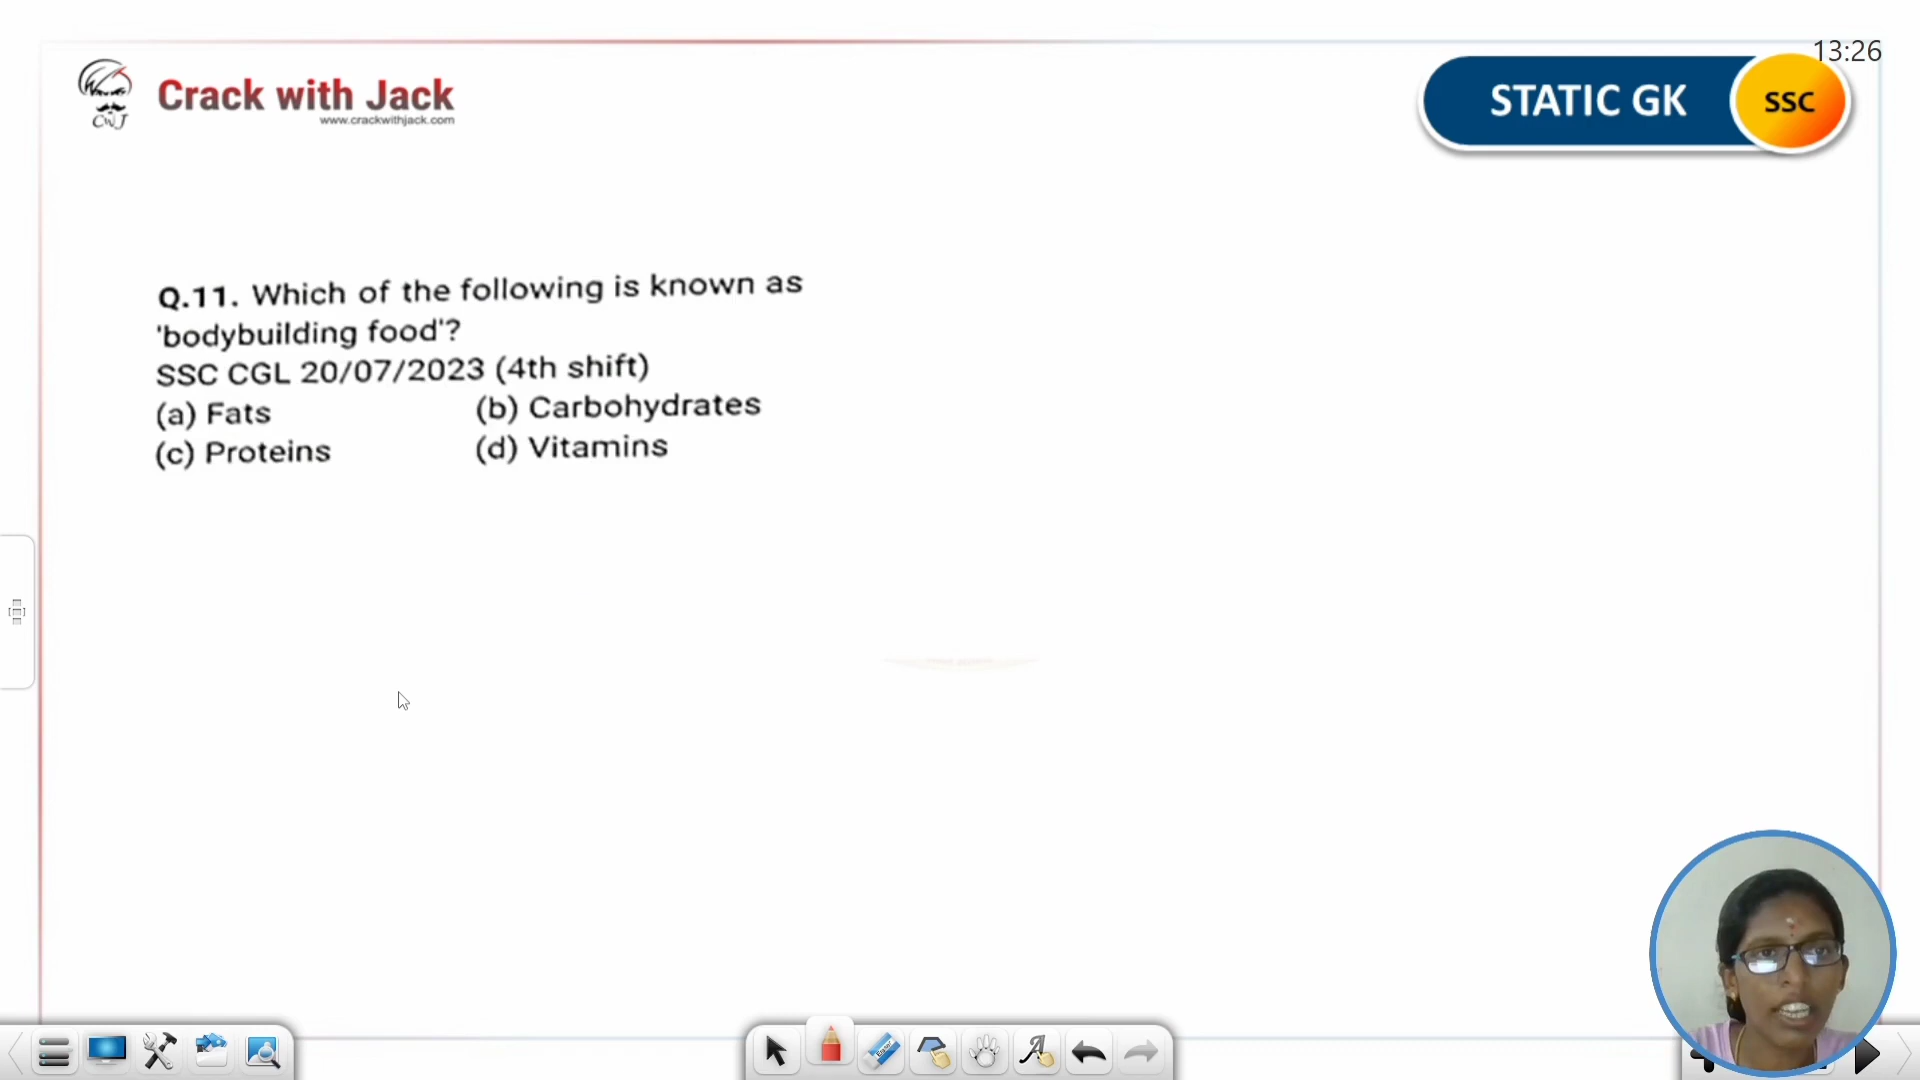 13:26
Crack with Jack
www.crackwithjack.com
CWJ
STATIC GK
SSC
Q.11. Which of the following is known as
'bodybuilding food'?
SSC CGL 20/07/2023 (4th shift)
(a) Fats (b) Carbohydrates
(c) Proteins (d) Vitamins